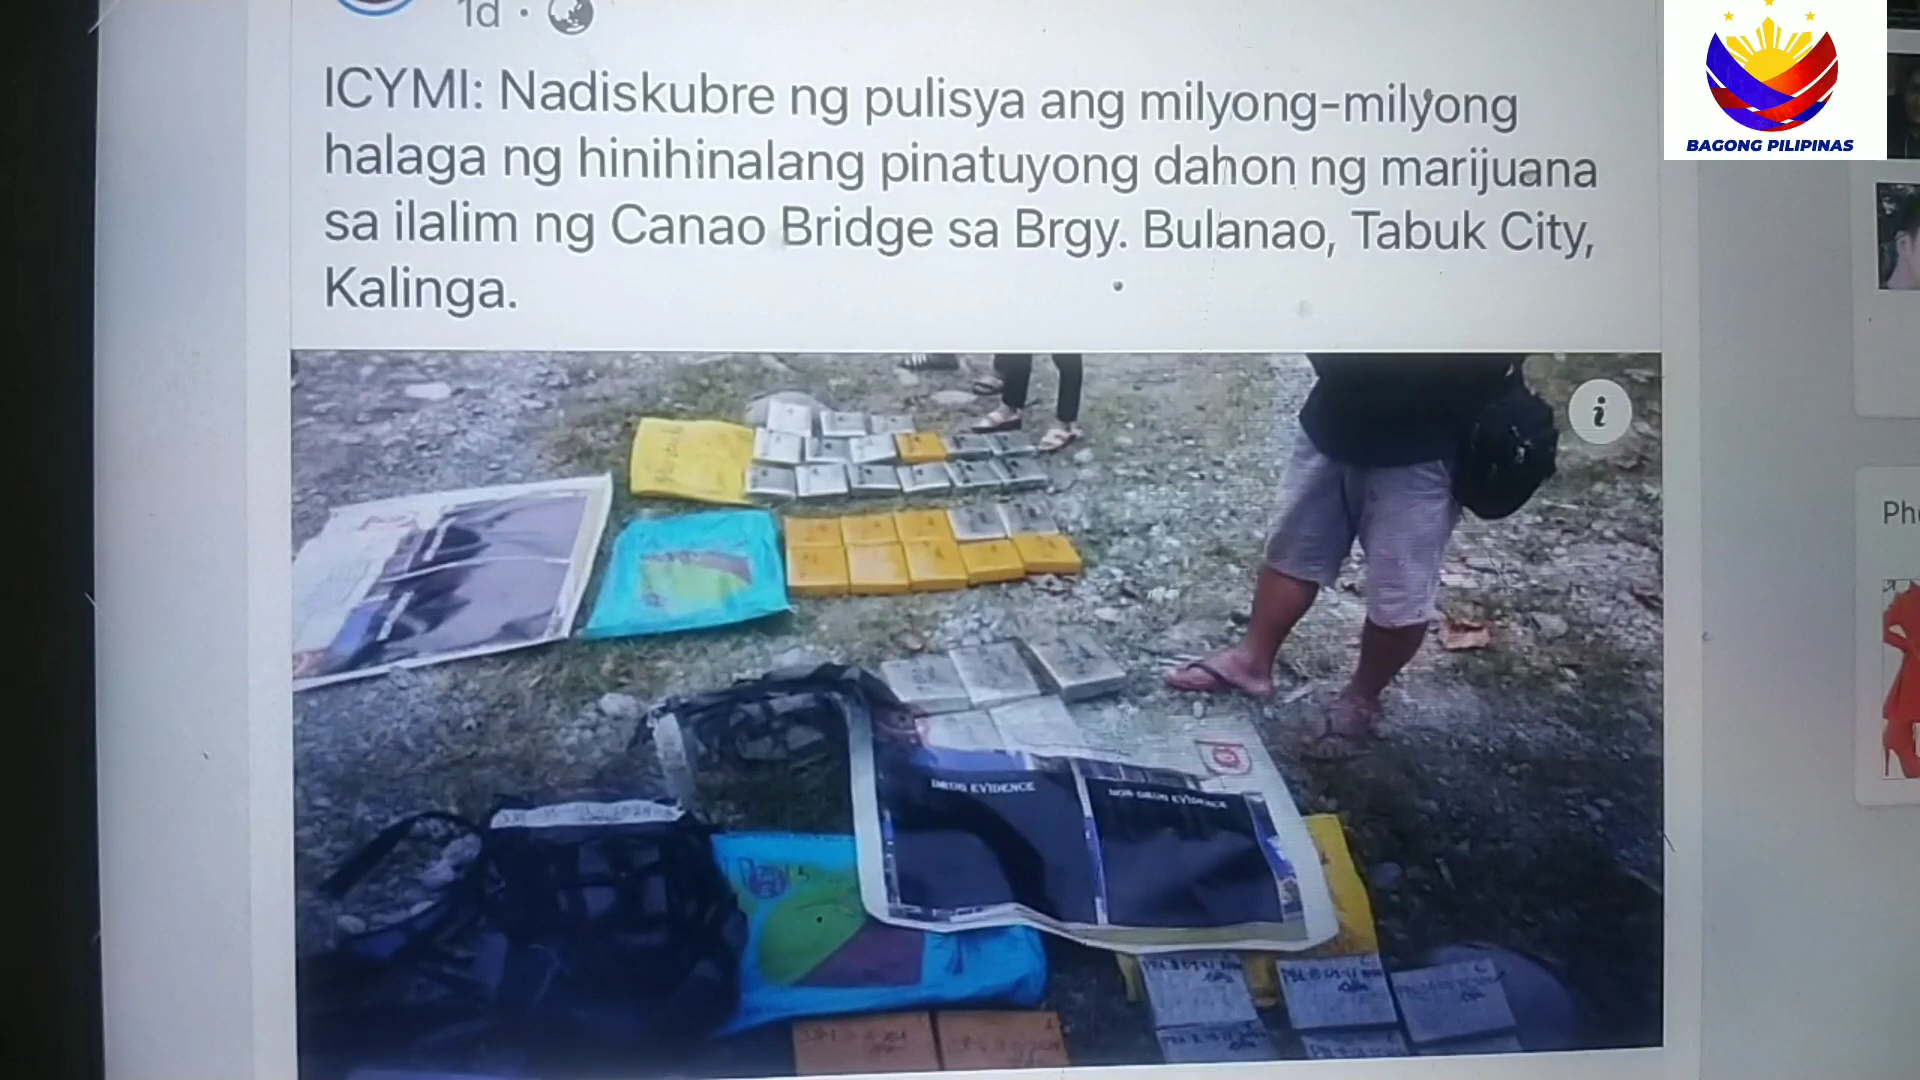 1d ·
ICYMI: Nadiskubre ng pulisya ang milyong-milyong
halaga ng hinihinalang pinatuyong dahon ng marijuana
sa ilalim ng Canao Bridge sa Brgy. Bulanao, Tabuk City,
Kalinga.
BAGONG PILIPINAS
i
DRUG EVIDENCE
NON DRUG EVIDENCE